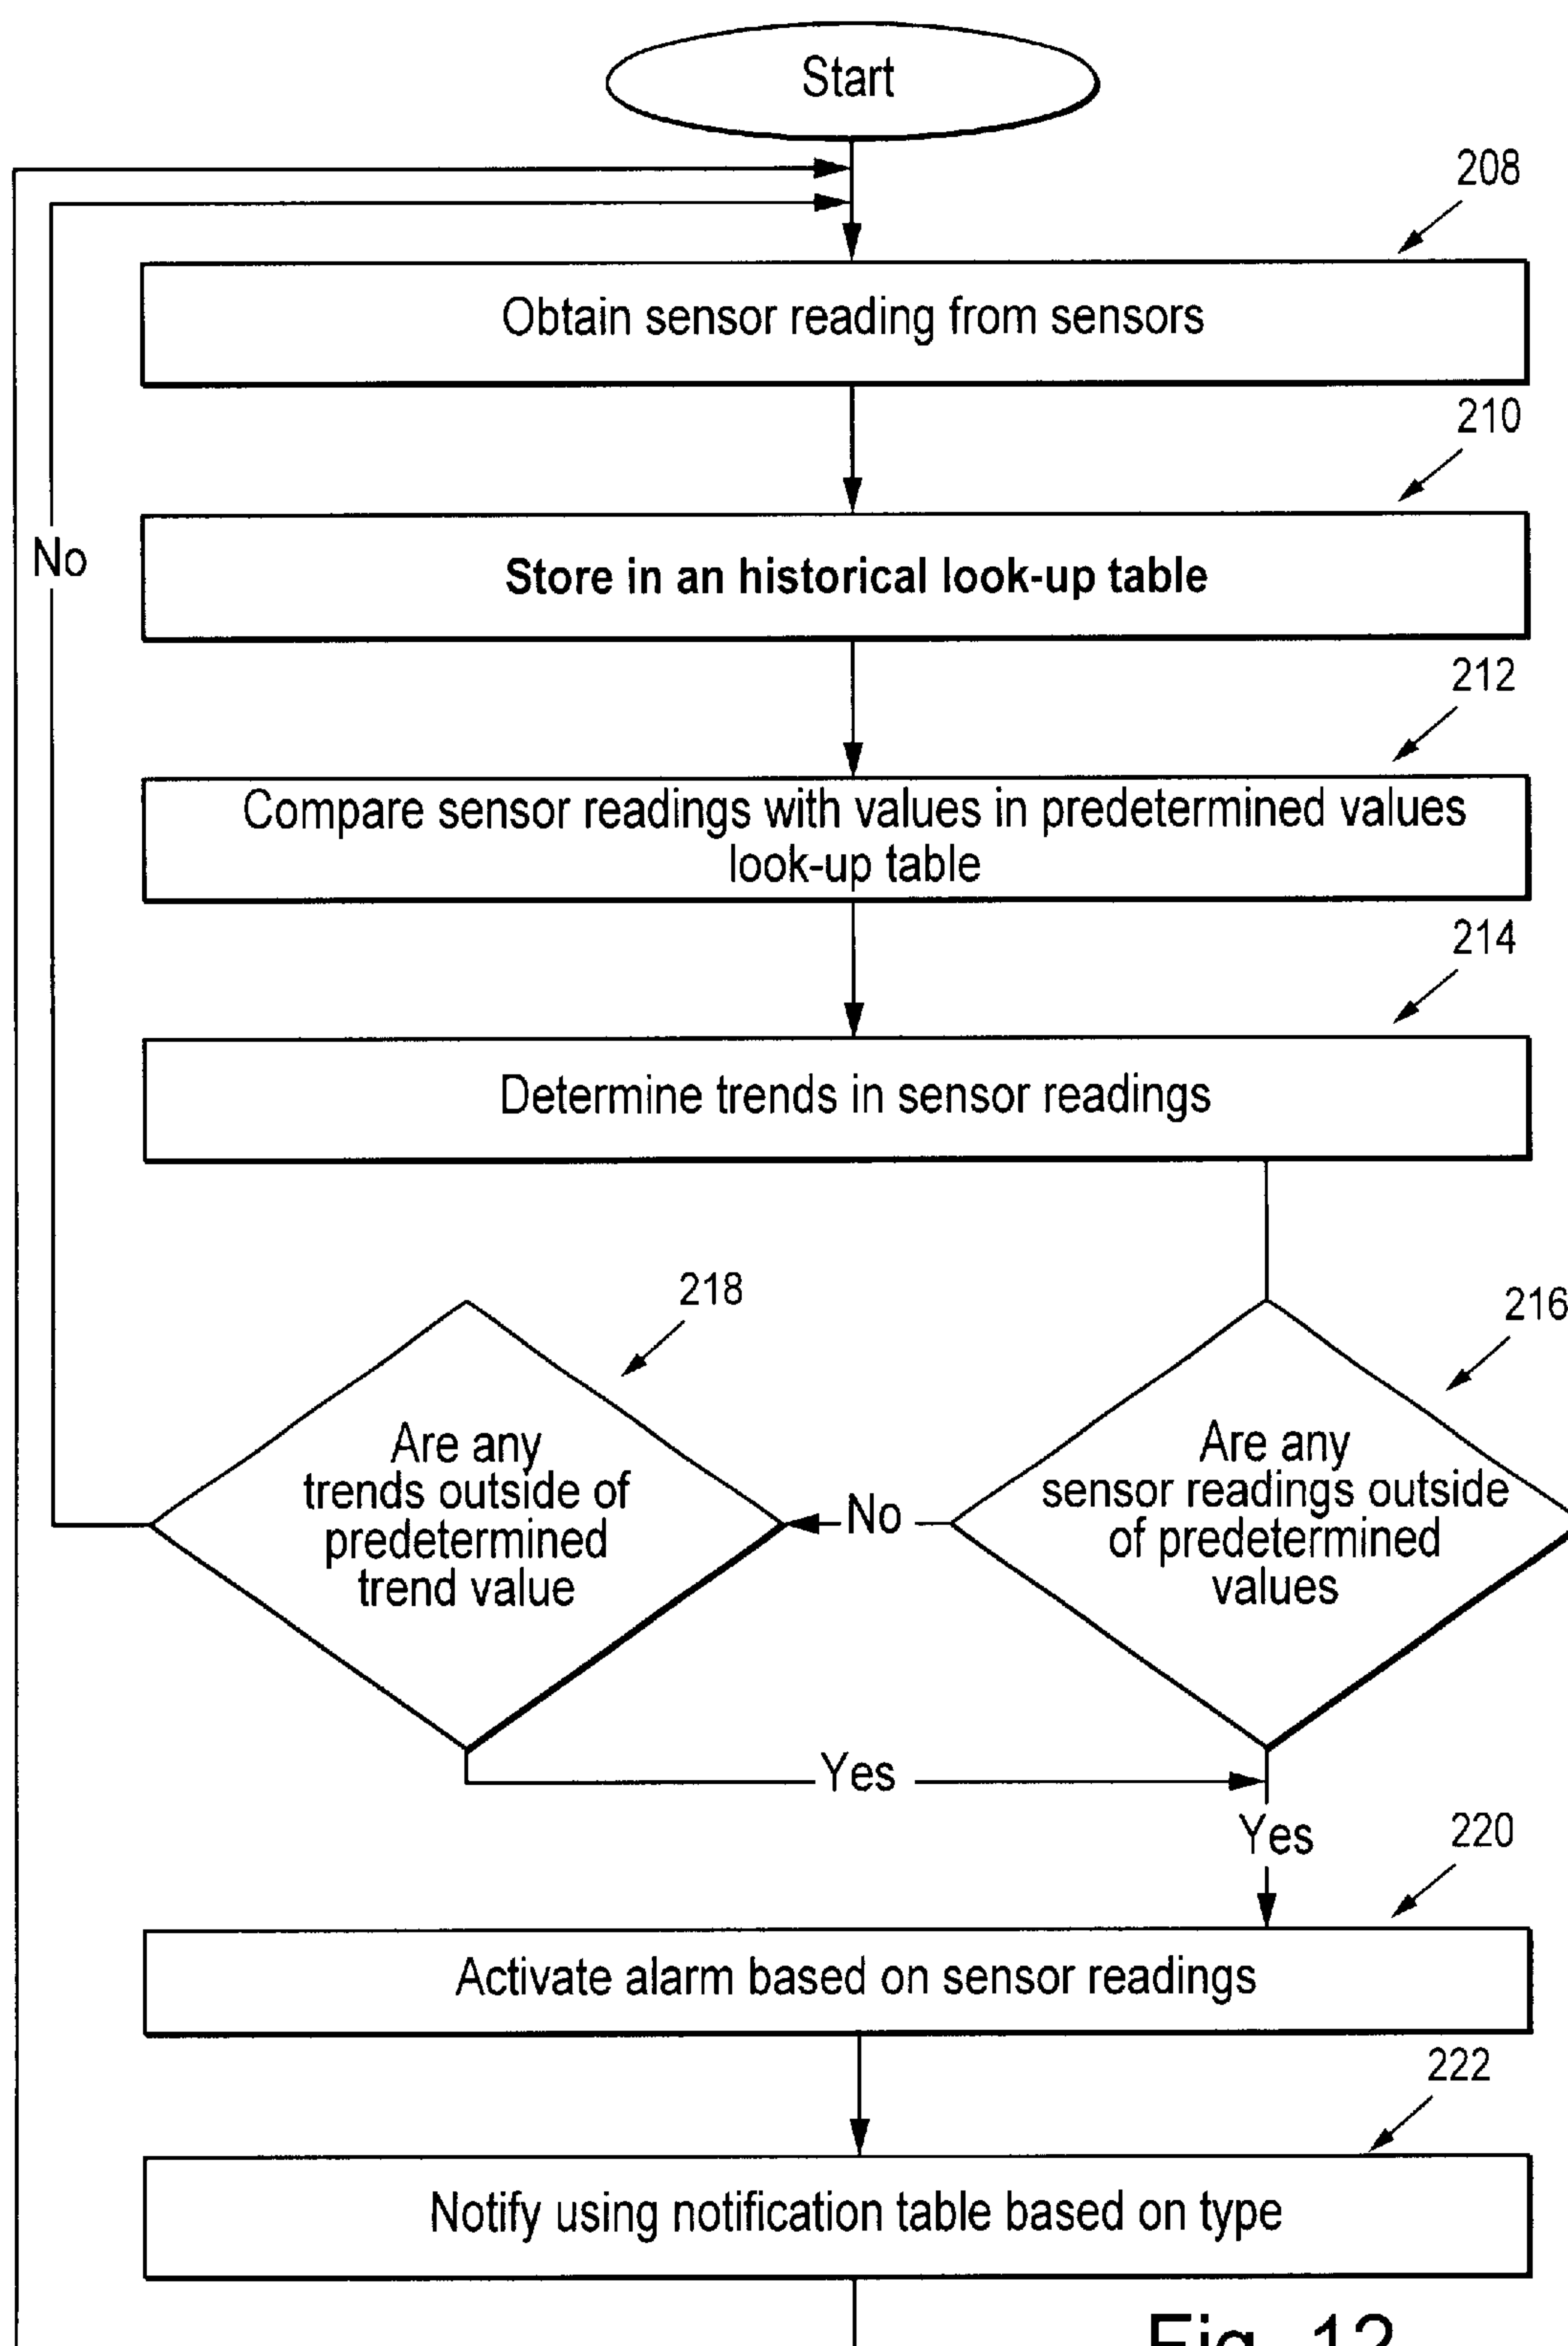 Start
208
Obtain sensor reading from sensors
210
No
Store in an historical look-up table
212
Compare sensor readings with values in predetermined values
look-up table
214
Determine trends in sensor readings
218
216
Are any
trends outside of
predetermined
trend value
No
Are any
sensor readings outside
of predetermined
values
Yes
Yes
220
Activate alarm based on sensor readings
222
Notify using notification table based on type
Fig. 12